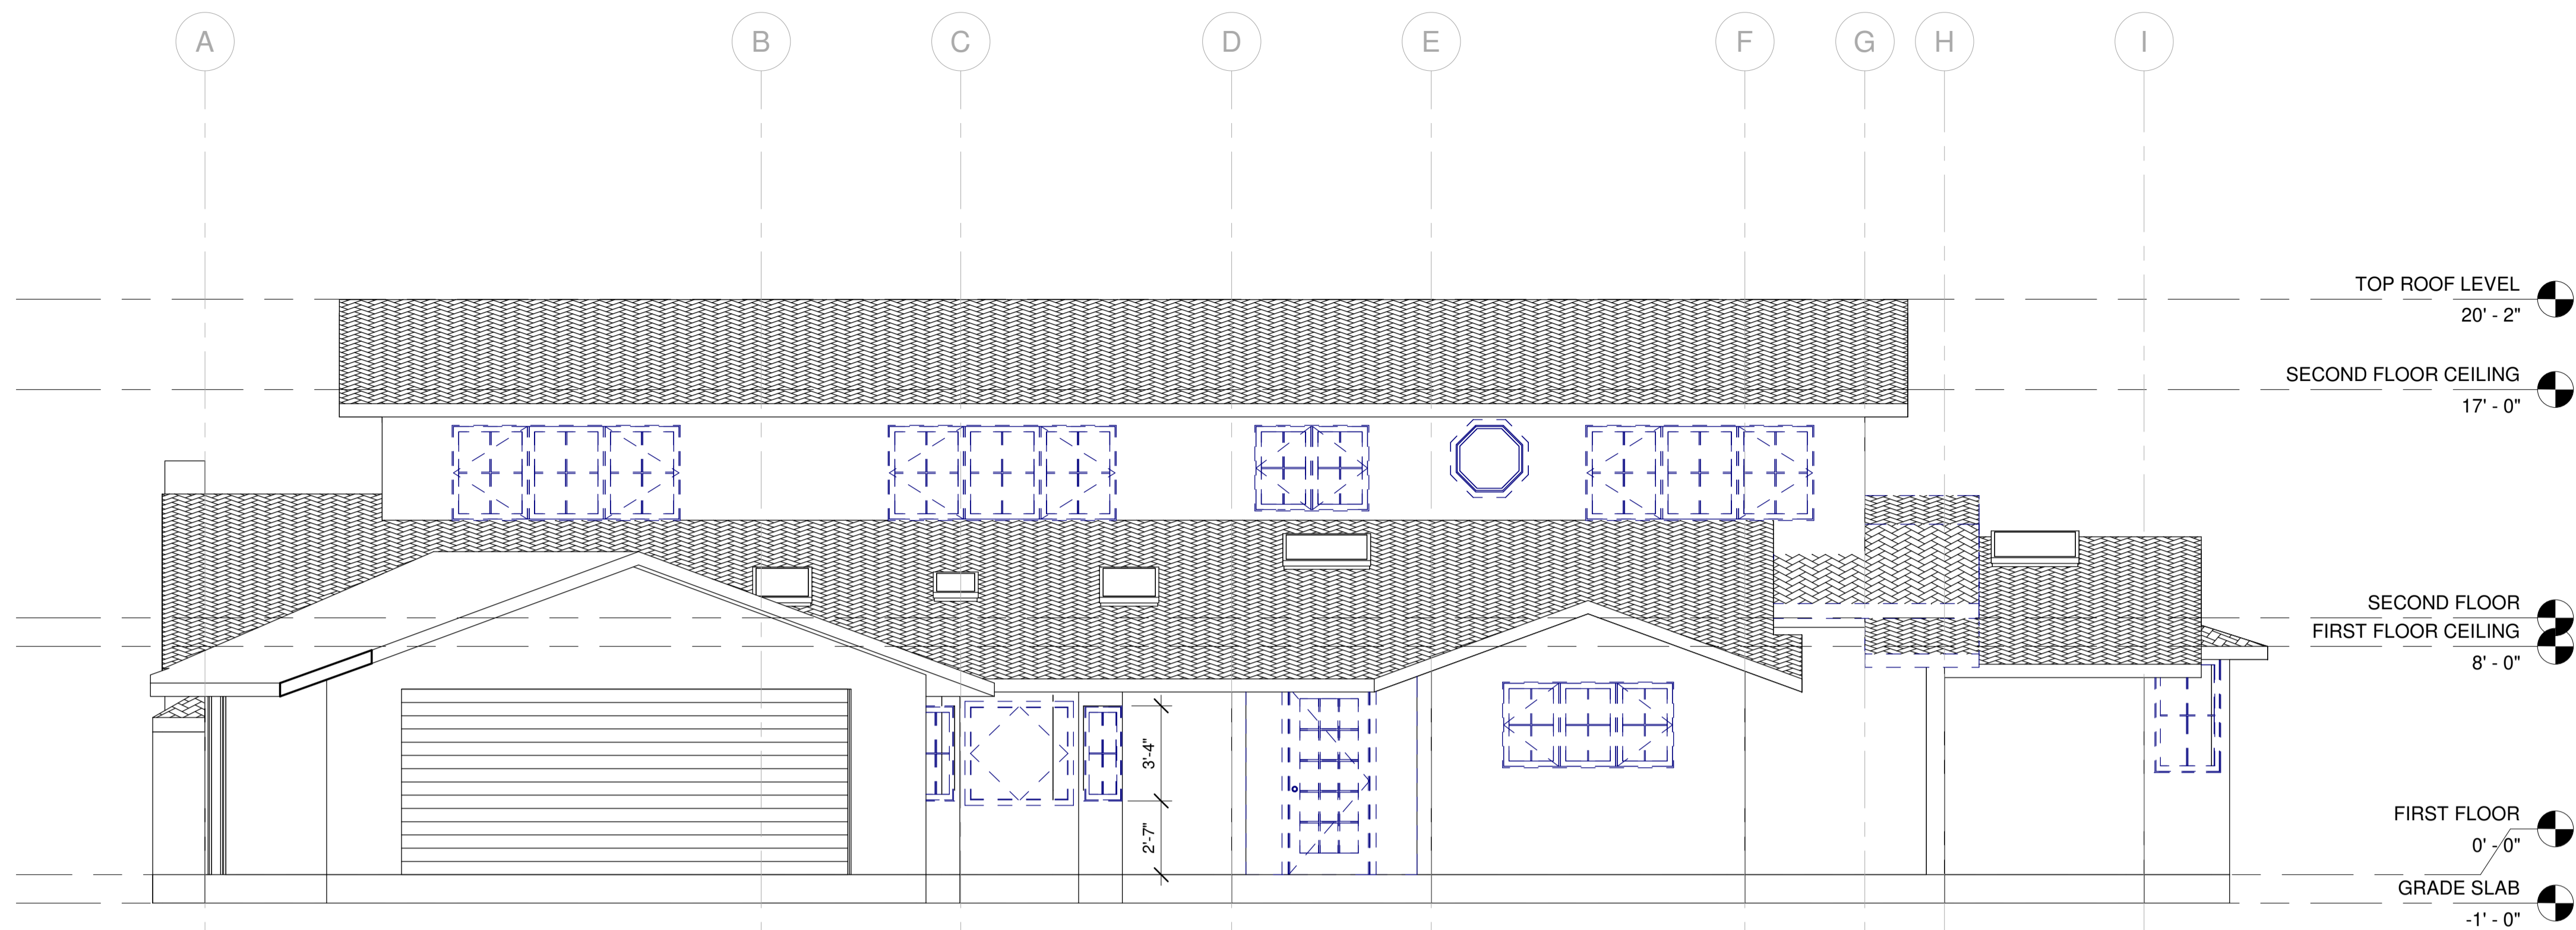 A B C D E F G H I
TOP ROOF LEVEL
20' - 2"
SECOND FLOOR CEILING
17' - 0"
SECOND FLOOR
FIRST FLOOR CEILING
8' - 0"
3'-4"
2'-7"
FIRST FLOOR
0' - 0"
GRADE SLAB
-1' - 0"